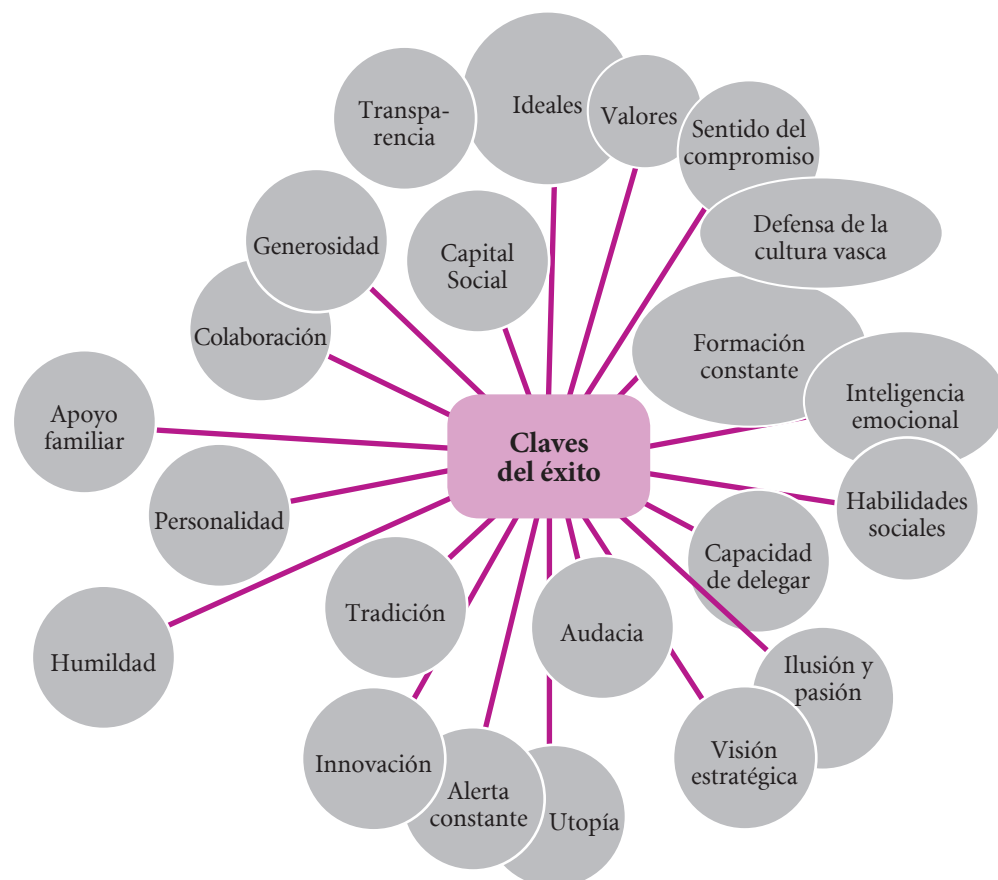 Transpa-
rencia
Ideales
Valores
Sentido del
compromiso
Defensa de la
cultura vasca
Generosidad
Capital
Social
Colaboración
Formación
constante
Inteligencia
emocional
Apoyo
familiar
Claves
del éxito
Personalidad
Habilidades
sociales
Capacidad
de delegar
Tradición
Audacia
Humildad
Ilusión y
pasión
Innovación
Alerta
constante
Utopía
Visión
estratégica